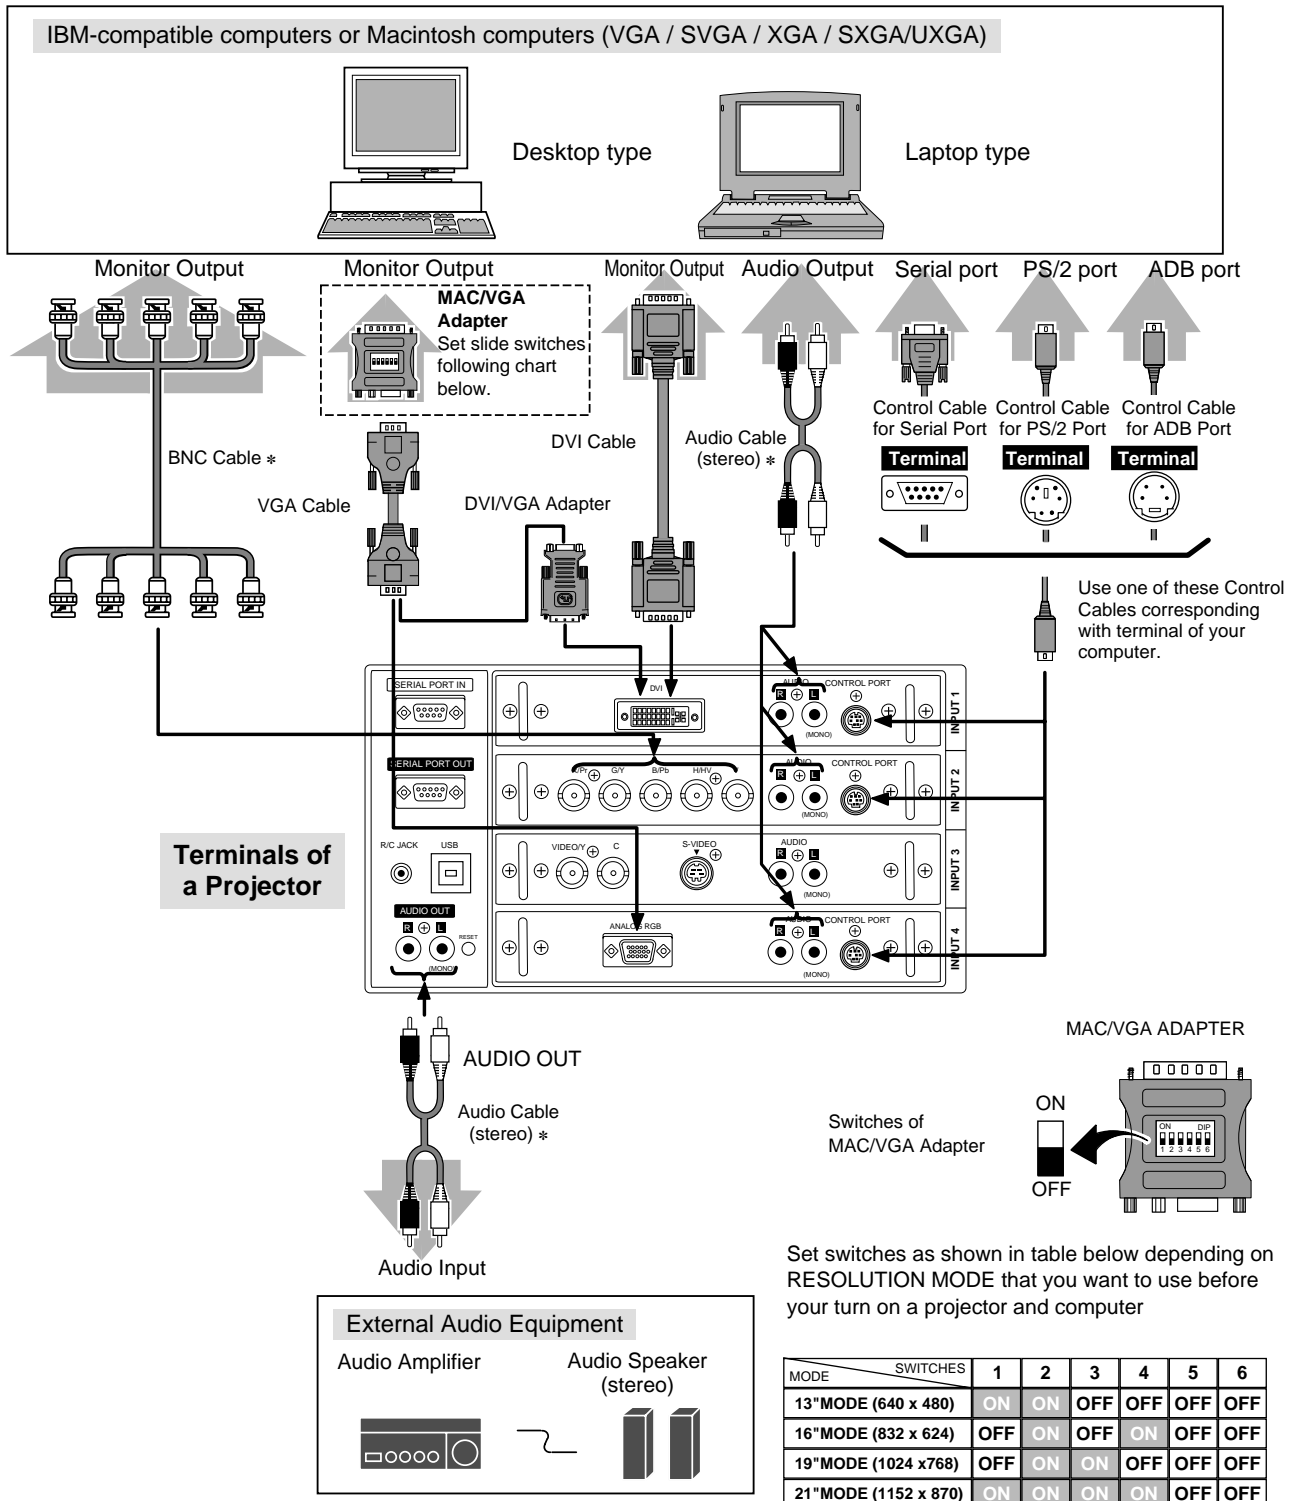 IBM-compatible computers or Macintosh computers (VGA / SVGA / XGA / SXGA/UXGA)
Desktop type
Laptop type
Monitor Output
Monitor Output
Monitor Output
Audio Output
Serial port
PS/2 port
ADB port
MAC/VGA
Adapter
Set slide switches
following chart
below.
Control Cable
for Serial Port
Control Cable
for PS/2 Port
Control Cable
for ADB Port
Terminal
Terminal
Terminal
BNC Cable *
VGA Cable
DVI/VGA Adapter
DVI Cable
Audio Cable
(stereo) *
Use one of these Control
Cables corresponding
with terminal of your
computer.
Terminals of
a Projector
SERIAL PORT IN
SERIAL PORT OUT
R/C JACK
USB
AUDIO OUT
R
L
RESET
(MONO)
DVI
AUDIO
R
L
(MONO)
CONTROL PORT
INPUT 1
G/Y
B/Pb
H/HV
AUDIO
R
L
(MONO)
CONTROL PORT
INPUT 2
VIDEO/Y
C
S-VIDEO
AUDIO
R
L
(MONO)
INPUT 3
ANALOG RGB
AUDIO
R
L
(MONO)
CONTROL PORT
INPUT 4
AUDIO OUT
Audio Cable
(stereo) *
Audio Input
External Audio Equipment
Audio Amplifier
Audio Speaker
(stereo)
MAC/VGA ADAPTER
Switches of
MAC/VGA Adapter
ON
OFF
ON DIP
1 2 3 4 5 6
Set switches as shown in table below depending on
RESOLUTION MODE that you want to use before
your turn on a projector and computer
MODE SWITCHES 1 2 3 4 5 6
13"MODE (640 x 480) ON ON OFF OFF OFF OFF
16"MODE (832 x 624) OFF ON OFF ON OFF OFF
19"MODE (1024 x768) OFF ON ON OFF OFF OFF
21"MODE (1152 x 870) ON ON ON ON OFF OFF